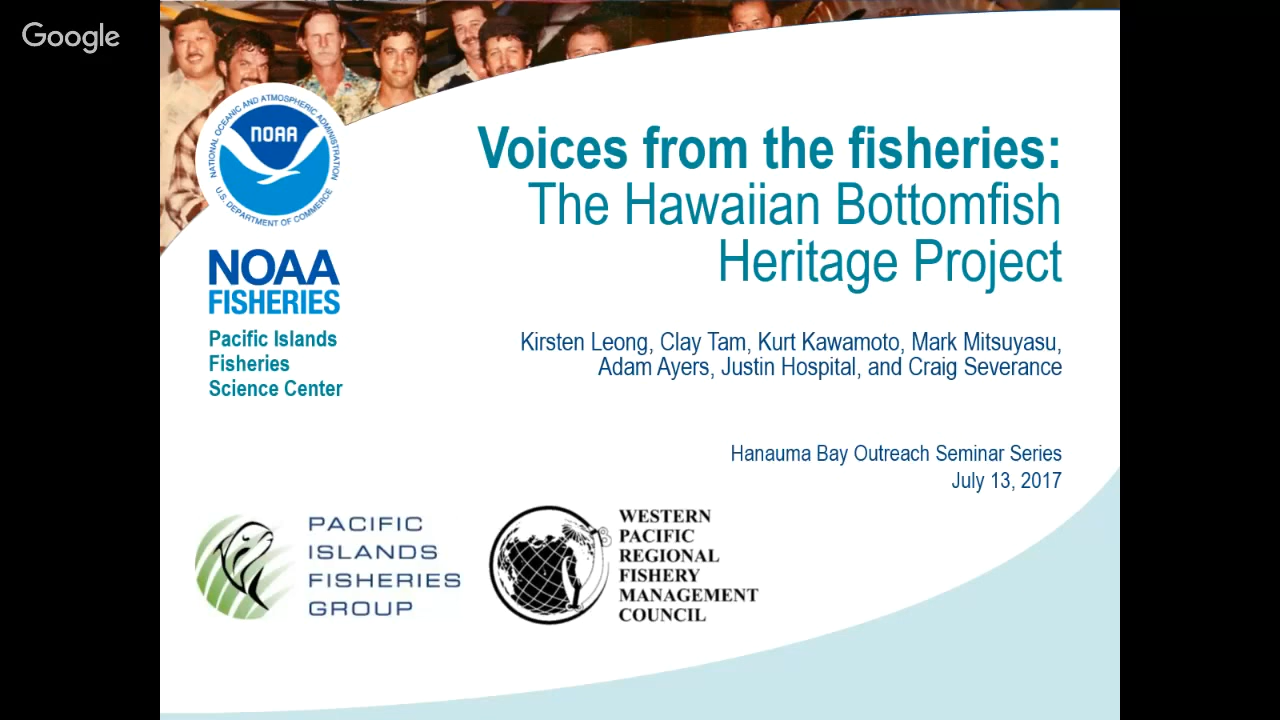 Google
NOAA
NATIONAL OCEANIC AND ATMOSPHERIC ADMINISTRATION
U.S. DEPARTMENT OF COMMERCE
NOAA
FISHERIES
Pacific Islands
Fisheries
Science Center
Voices from the fisheries:
The Hawaiian Bottomfish
Heritage Project
Kirsten Leong, Clay Tam, Kurt Kawamoto, Mark Mitsuyasu,
Adam Ayers, Justin Hospital, and Craig Severance
Hanauma Bay Outreach Seminar Series
July 13, 2017
PACIFIC
ISLANDS
FISHERIES
GROUP
WESTERN
PACIFIC
REGIONAL
FISHERY
MANAGEMENT
COUNCIL